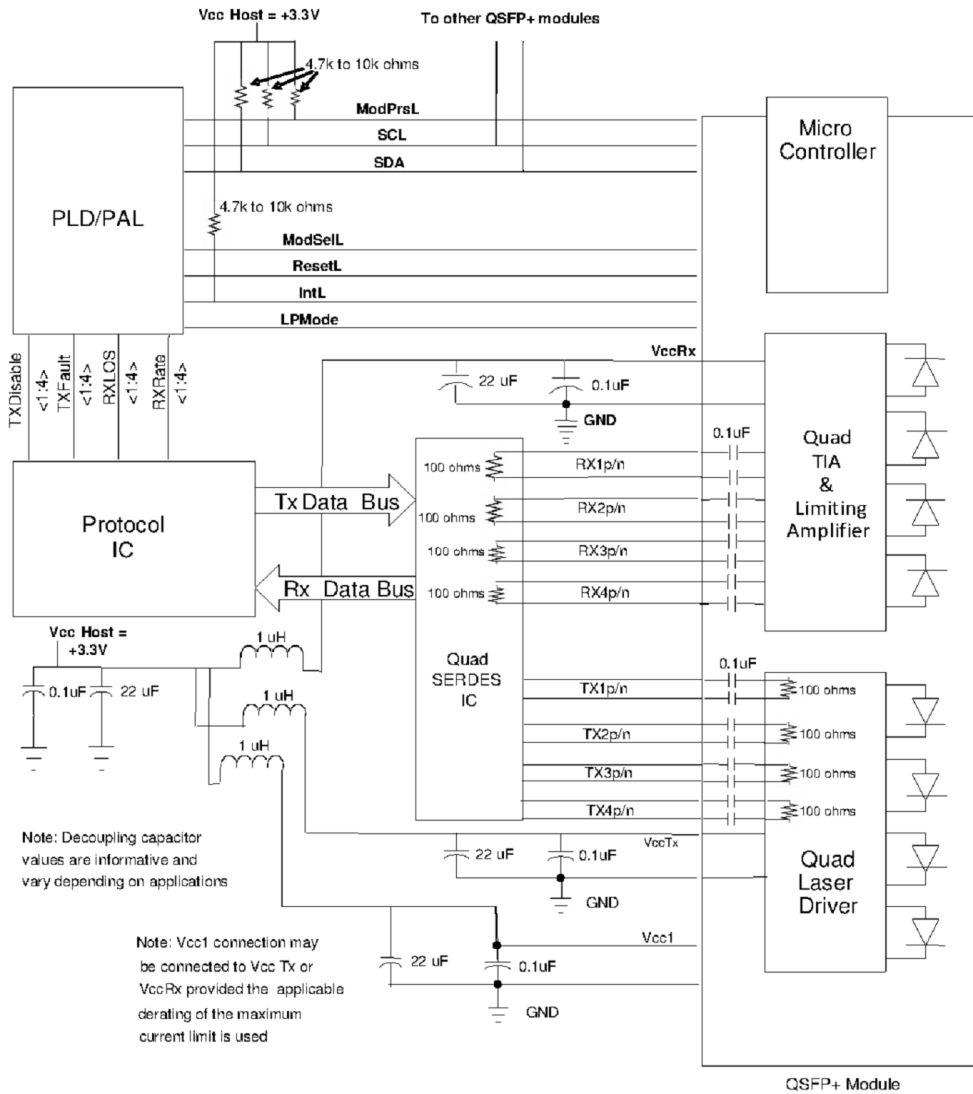 Vcc Host = +3.3V
To other QSFP+ modules
4.7k to 10k ohms
ModPrsL
SCL
SDA
Micro
Controller
PLD/PAL
4.7k to 10k ohms
ModSelL
ResetL
IntL
LPMode
TXDisable
<1:4>
TXFault
<1:4>
RXLOS
<1:4>
RXRate
<1:4>
VccRx
22 uF
0.1uF
GND
Protocol
IC
Tx Data Bus
Rx Data Bus
100 ohms
100 ohms
100 ohms
100 ohms
Quad
SERDES
IC
0.1uF
RX1p/n
RX2p/n
RX3p/n
RX4p/n
Quad
TIA
&
Limiting
Amplifier
Vcc Host =
+3.3V
0.1uF
22 uF
1 uH
1 uH
1 uH
0.1uF
TX1p/n
TX2p/n
TX3p/n
TX4p/n
100 ohms
100 ohms
100 ohms
100 ohms
Quad
Laser
Driver
VccTx
22 uF
0.1uF
GND
Note: Decoupling capacitor
values are informative and
vary depending on applications
Vcc1
22 uF
0.1uF
GND
Note: Vcc1 connection may
be connected to Vcc Tx or
VccRx provided the applicable
derating of the maximum
current limit is used
QSFP+ Module